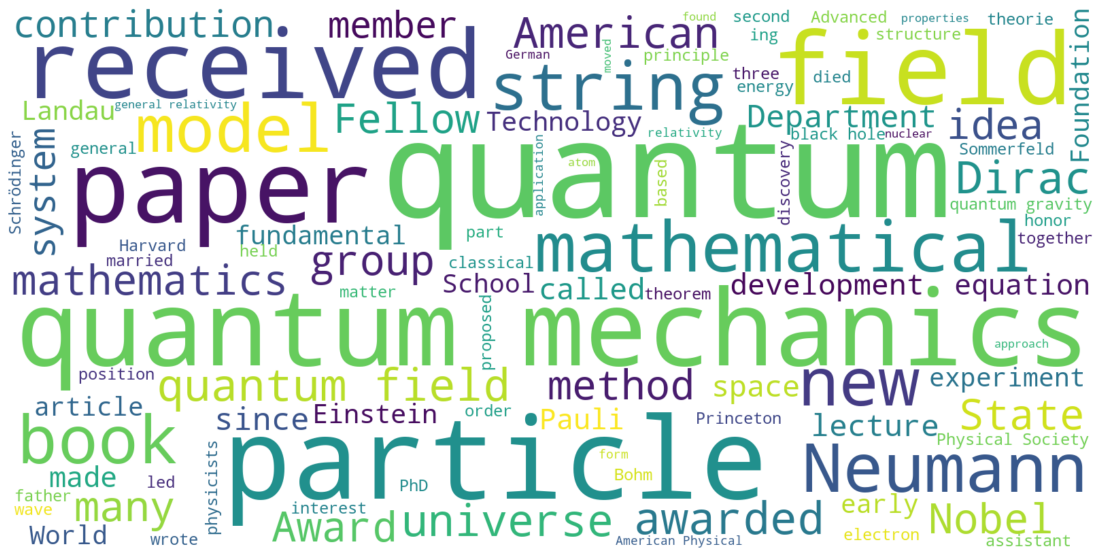 contribution
member
American
found
second
Advanced
properties
theorie
received
German
moved
principle
ing
structure
field
Foundation
string
three
energy
died
Landau
general relativity
model
Fellow
Technology
relativity
Department
black hole
nuclear
idea
Schrödinger
system
general
paper
quantum
application
atom
based
discovery
Sommerfeld
Dirac
quantum gravity
honor
together
Harvard
married
fundamental
held
part
group
classical
mathematical
mathematics
matter
School
called
theorem
development
equation
quantum mechanics
proposed
approach
position
quantum field
method
space
new
experiment
article
since
Einstein
order
Pauli
Princeton
lecture
State
book
particle
Physical Society
made
physicists
PhD
form
Bohm
Neumann
father
led
many
wave
interest
early
World
wrote
Award
universe
awarded
American Physical
electron
Nobel
assistant